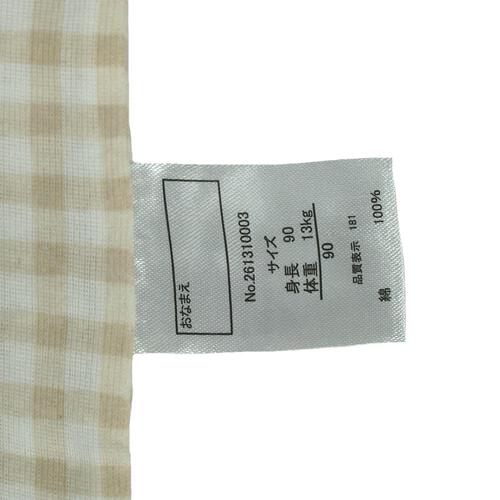 おなまえ
No.261310003
サイズ
身長 90
体重 13kg
90
品質表示 181
綿 100%